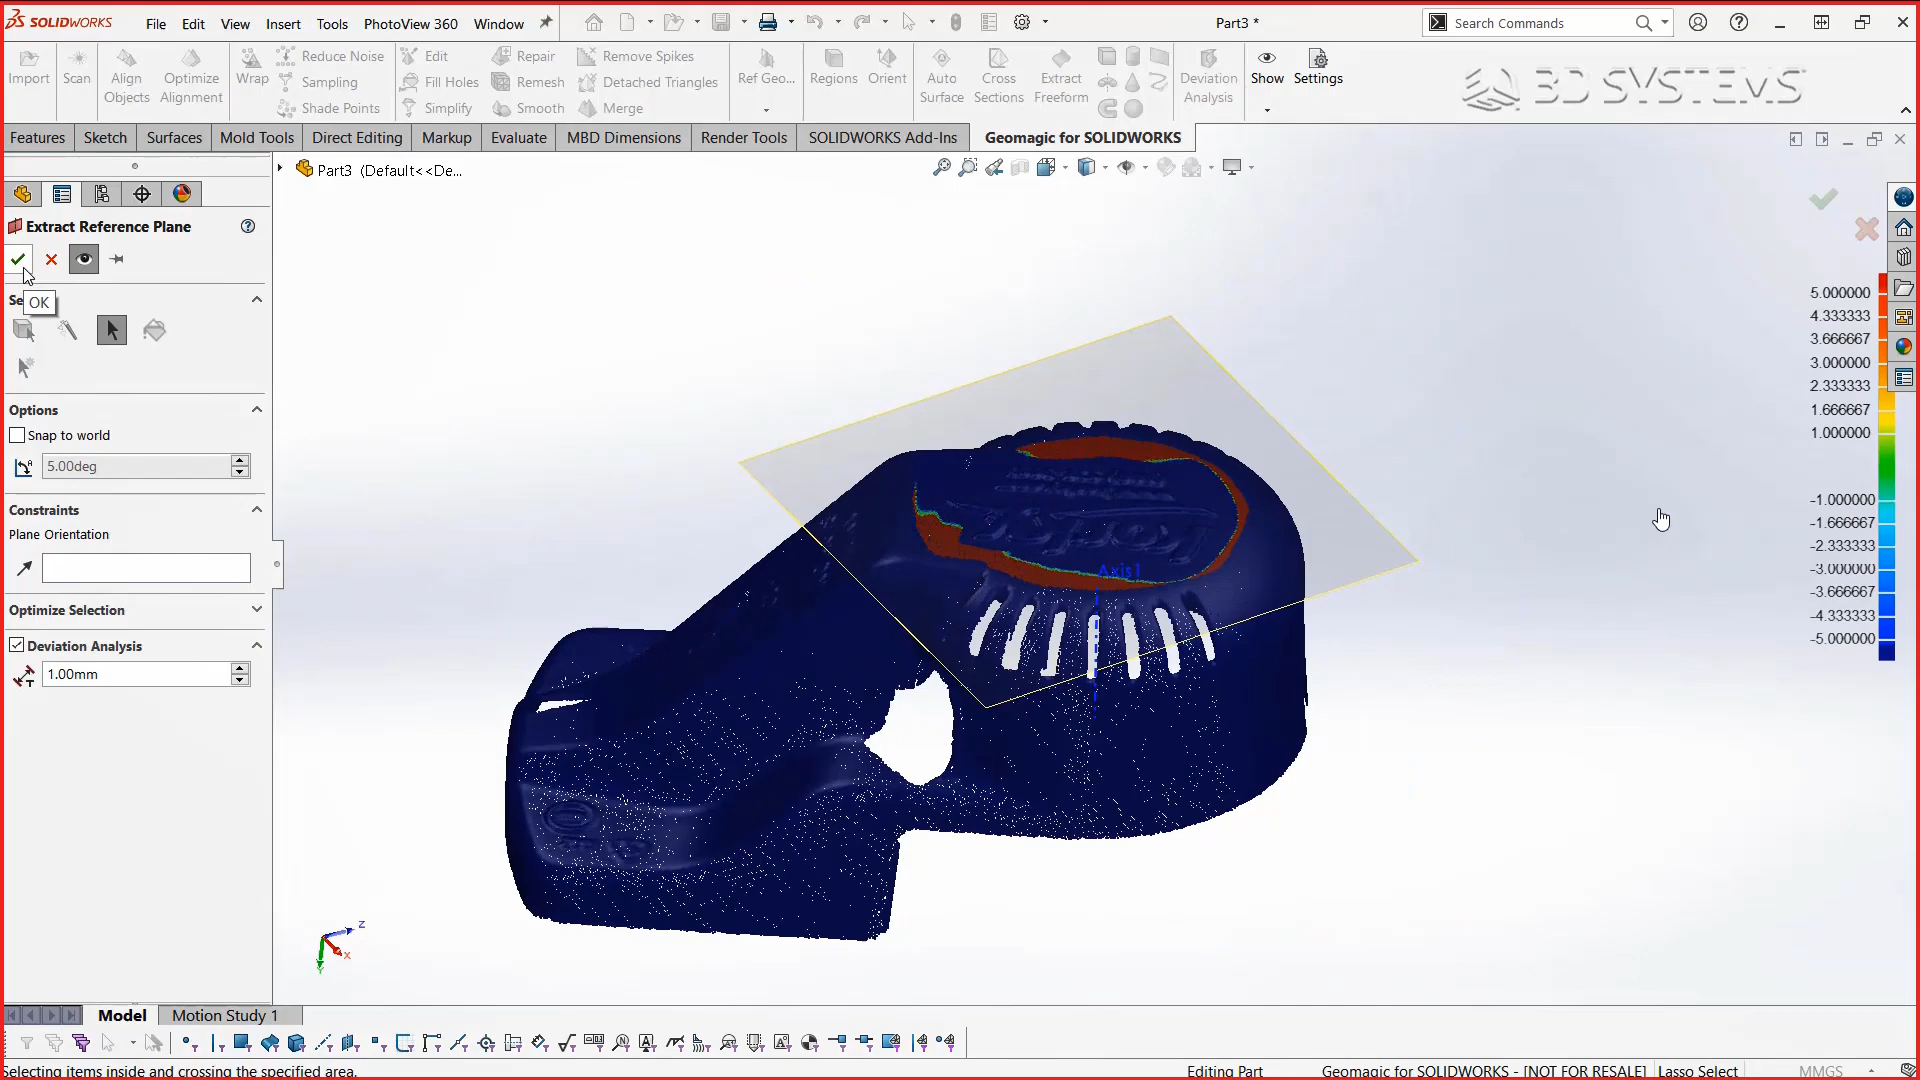 SOLIDWORKS File Edit View Insert Tools PhotoView 360 Window Part3 * Search Commands
Import Scan Align Objects Optimize Alignment Wrap Reduce Noise Sampling Shade Points Edit Fill Holes Simplify Repair Remesh Smooth Remove Spikes Detached Triangles Merge Ref Geo... Regions Orient Auto Surface Cross Sections Extract Freeform Deviation Analysis Show Settings 3D SYSTEMS
Features Sketch Surfaces Mold Tools Direct Editing Markup Evaluate MBD Dimensions Render Tools SOLIDWORKS Add-Ins Geomagic for SOLIDWORKS
Part3 (Default<<De...
Extract Reference Plane
Se
OK
Options
Snap to world
5.00deg
Constraints
Plane Orientation
Optimize Selection
Deviation Analysis
1.00mm
Axis1
5.000000
4.333333
3.666667
3.000000
2.333333
1.666667
1.000000
-1.000000
-1.666667
-2.333333
-3.000000
-3.666667
-4.333333
-5.000000
z
x
Y
Model Motion Study 1
Selecting items inside and crossing the specified area. Editing Part Geomagic for SOLIDWORKS - [NOT FOR RESALE] Lasso Select MMGS